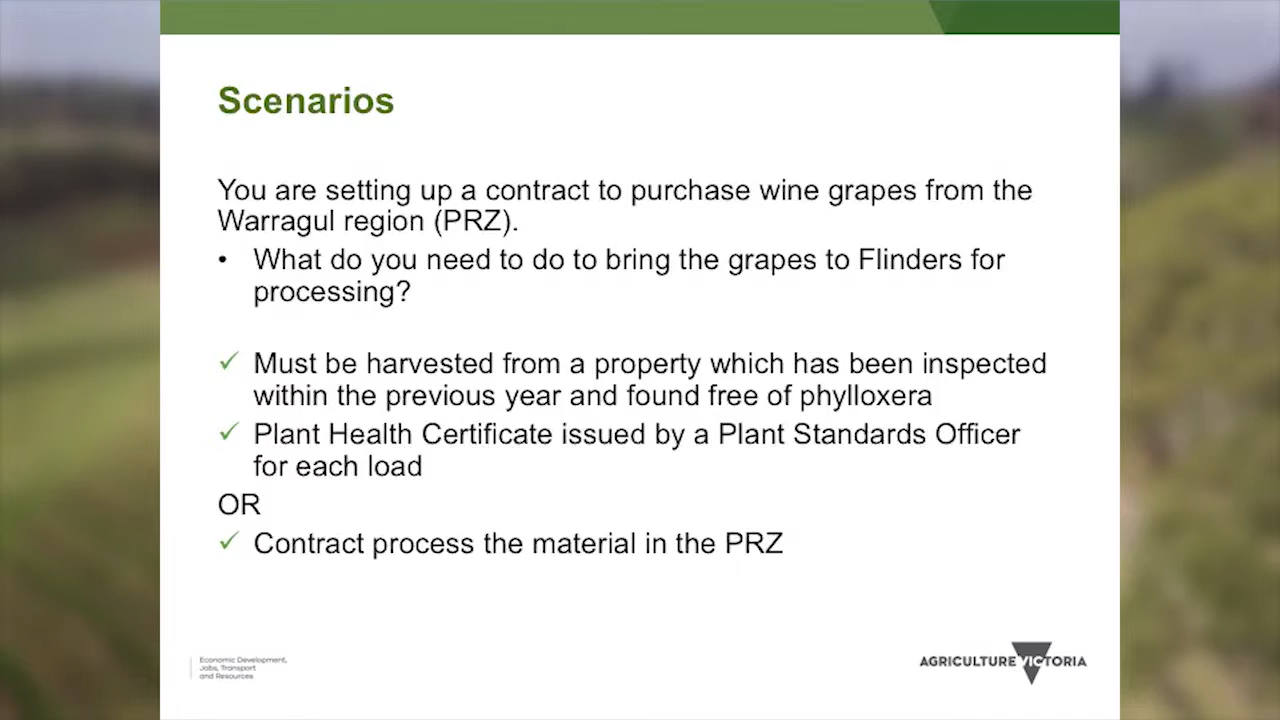 Scenarios
You are setting up a contract to purchase wine grapes from the
Warragul region (PRZ).
• What do you need to do to bring the grapes to Flinders for
processing?
✓ Must be harvested from a property which has been inspected
within the previous year and found free of phylloxera
✓ Plant Health Certificate issued by a Plant Standards Officer
for each load
OR
✓ Contract process the material in the PRZ
Economic Development,
Jobs, Transport
and Resources
AGRICULTURE VICTORIA